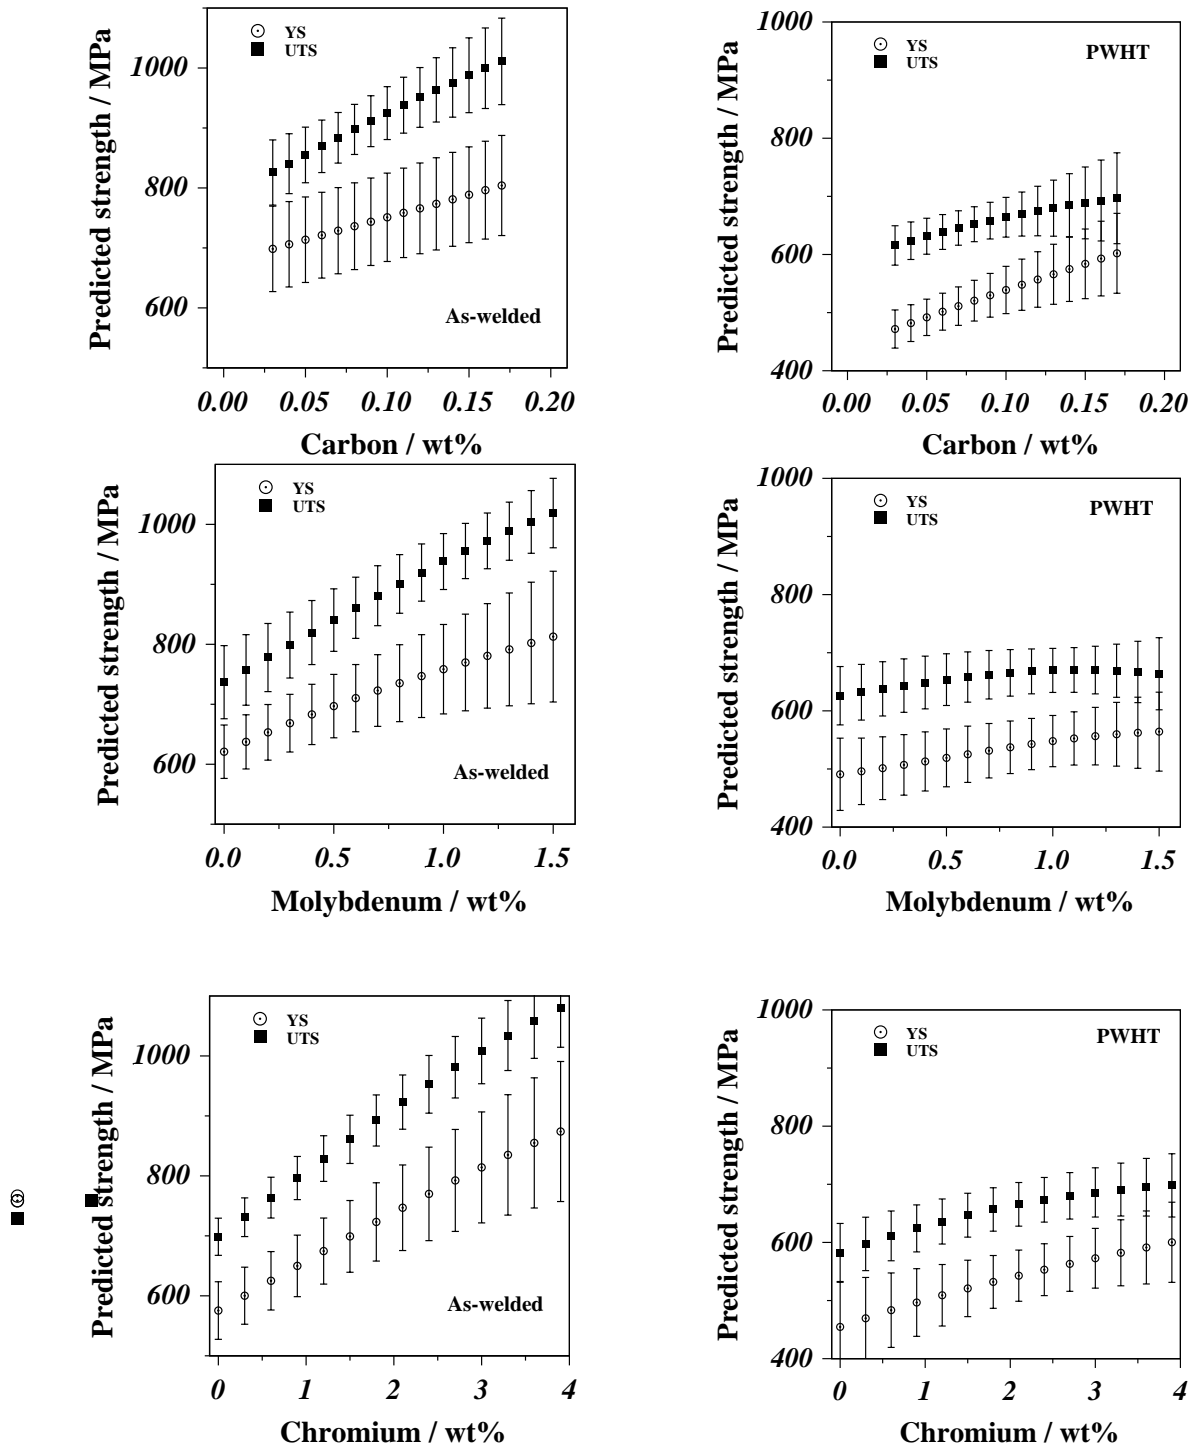 YS
UTS
1000
800
600
As-welded
0.00 0.05 0.10 0.15 0.20
Carbon / wt%
Predicted strength / MPa
YS
UTS
PWHT
1000
800
600
400
0.00 0.05 0.10 0.15 0.20
Carbon / wt%
Predicted strength / MPa
YS
UTS
1000
800
600
As-welded
0.0 0.5 1.0 1.5
Molybdenum / wt%
Predicted strength / MPa
YS
UTS
PWHT
1000
800
600
400
0.0 0.5 1.0 1.5
Molybdenum / wt%
Predicted strength / MPa
YS
UTS
1000
800
600
As-welded
0 1 2 3 4
Chromium / wt%
Predicted strength / MPa
YS
UTS
PWHT
1000
800
600
400
0 1 2 3 4
Chromium / wt%
Predicted strength / MPa